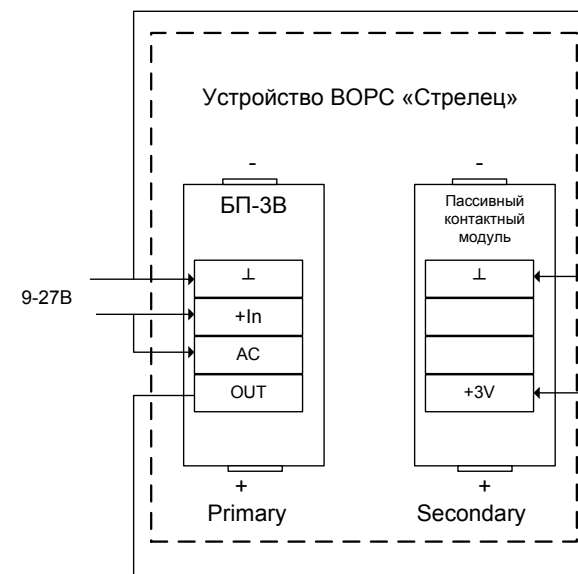 Устройство ВОРС «Стрелец»
-
БП-3В
⊥
+In
AC
OUT
+
Primary
9-27В
-
Пассивный
контактный
модуль
⊥
+3V
+
Secondary